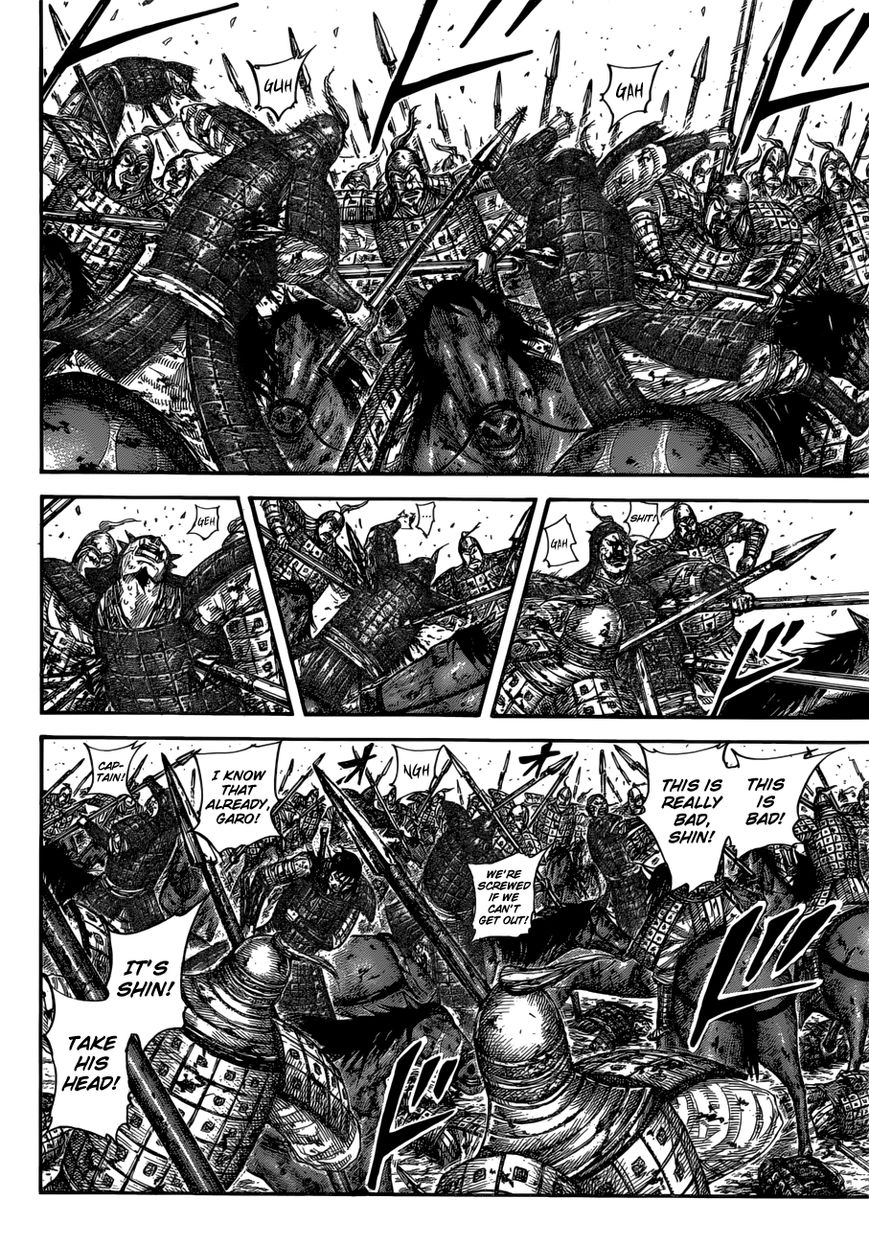 GAH
GUH
SHIT!
GAH
...
GEH
THIS
IS
BAD!
THIS IS
REALLY
BAD,
SHIN!
WE'RE
SCREWED
IF WE
CAN'T
GET OUT!
NGH
I KNOW
THAT
ALREADY,
GARO!
CAP-
TAIN!
IT'S
SHIN!
TAKE
HIS
HEAD!